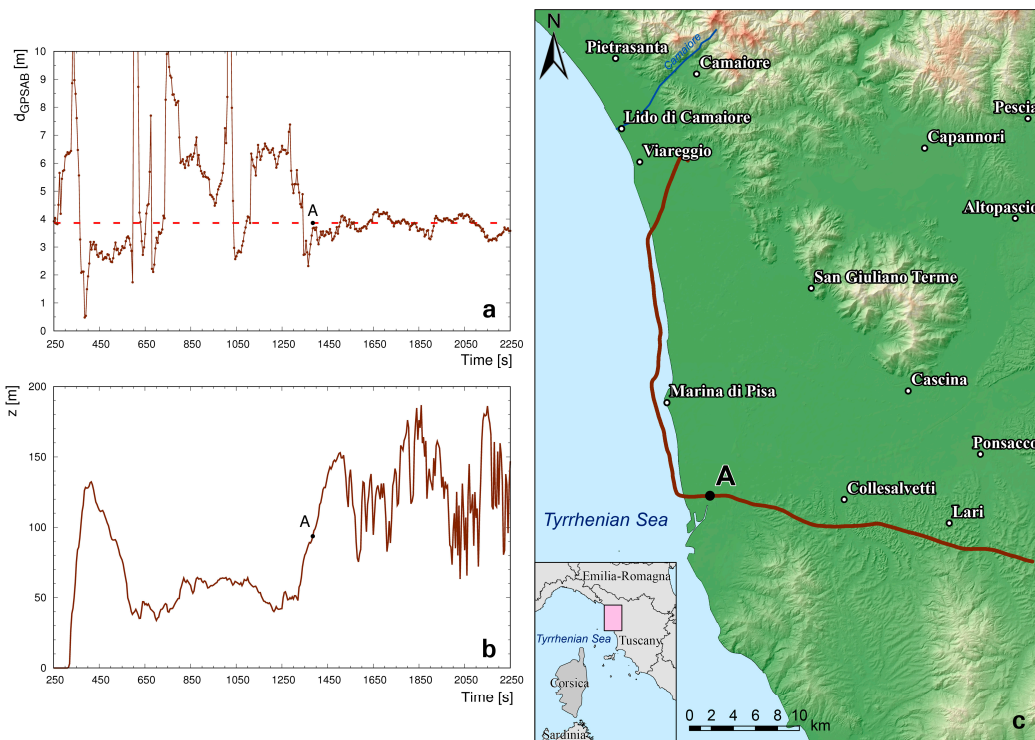 10
9
8
7
6
5
4
3
2
1
0
d_GPSAB [m]
A
a
250 450 650 850 1050 1250 1450 1650 1850 2050 2250
Time [s]
200
150
100
50
0
z [m]
A
b
250 450 650 850 1050 1250 1450 1650 1850 2050 2250
Time [s]
N
Pietrasanta
Camaiore
Camaiore
Pescia
Lido di Camaiore
Capannori
Viareggio
Altopascio
San Giuliano Terme
Cascina
Marina di Pisa
Ponsacco
A
Collesalvetti
Lari
Tyrrhenian Sea
Emilia-Romagna
Tyrrhenian Sea
Tuscany
Corsica
Sardinia
0 2 4 6 8 10
km
c